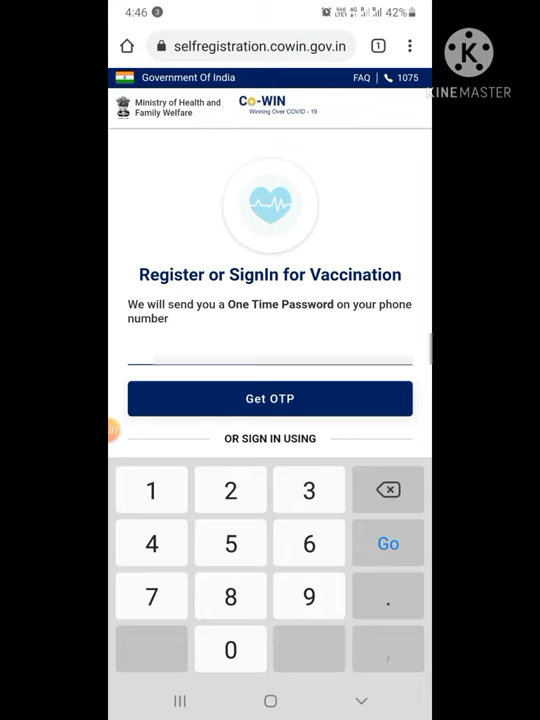 4:46
Vo)) LTE1 4G 42%
selfregistration.cowin.gov.in
1
K
KINEMASTER
Government Of India FAQ 1075
Ministry of Health and
Family Welfare
Co-WIN
Winning Over COVID - 19
Register or SignIn for Vaccination
We will send you a One Time Password on your phone
number
Get OTP
OR SIGN IN USING
1 2 3
4 5 6 Go
7 8 9 .
0 ,